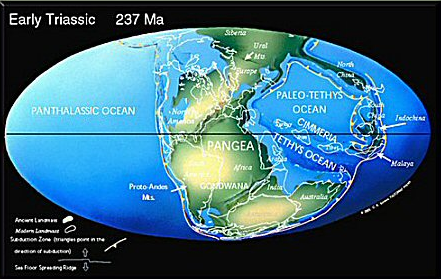 Early Triassic 237 Ma
Siberia
Ural
Mts
Europe
North
China
PALEO-TETHYS
OCEAN
PANTHALASSIC OCEAN
North
America
CIMMERIA
Indochina
PANGEA
TETHYS OCEAN
Malaya
Africa
Arabia
Proto-Andes
Mts.
GONDWANA
India
Australia
Ancient Landmass
Modern Landmass
Subduction Zone (triangles point in the
direction of subduction)
Sea Floor Spreading Ridge